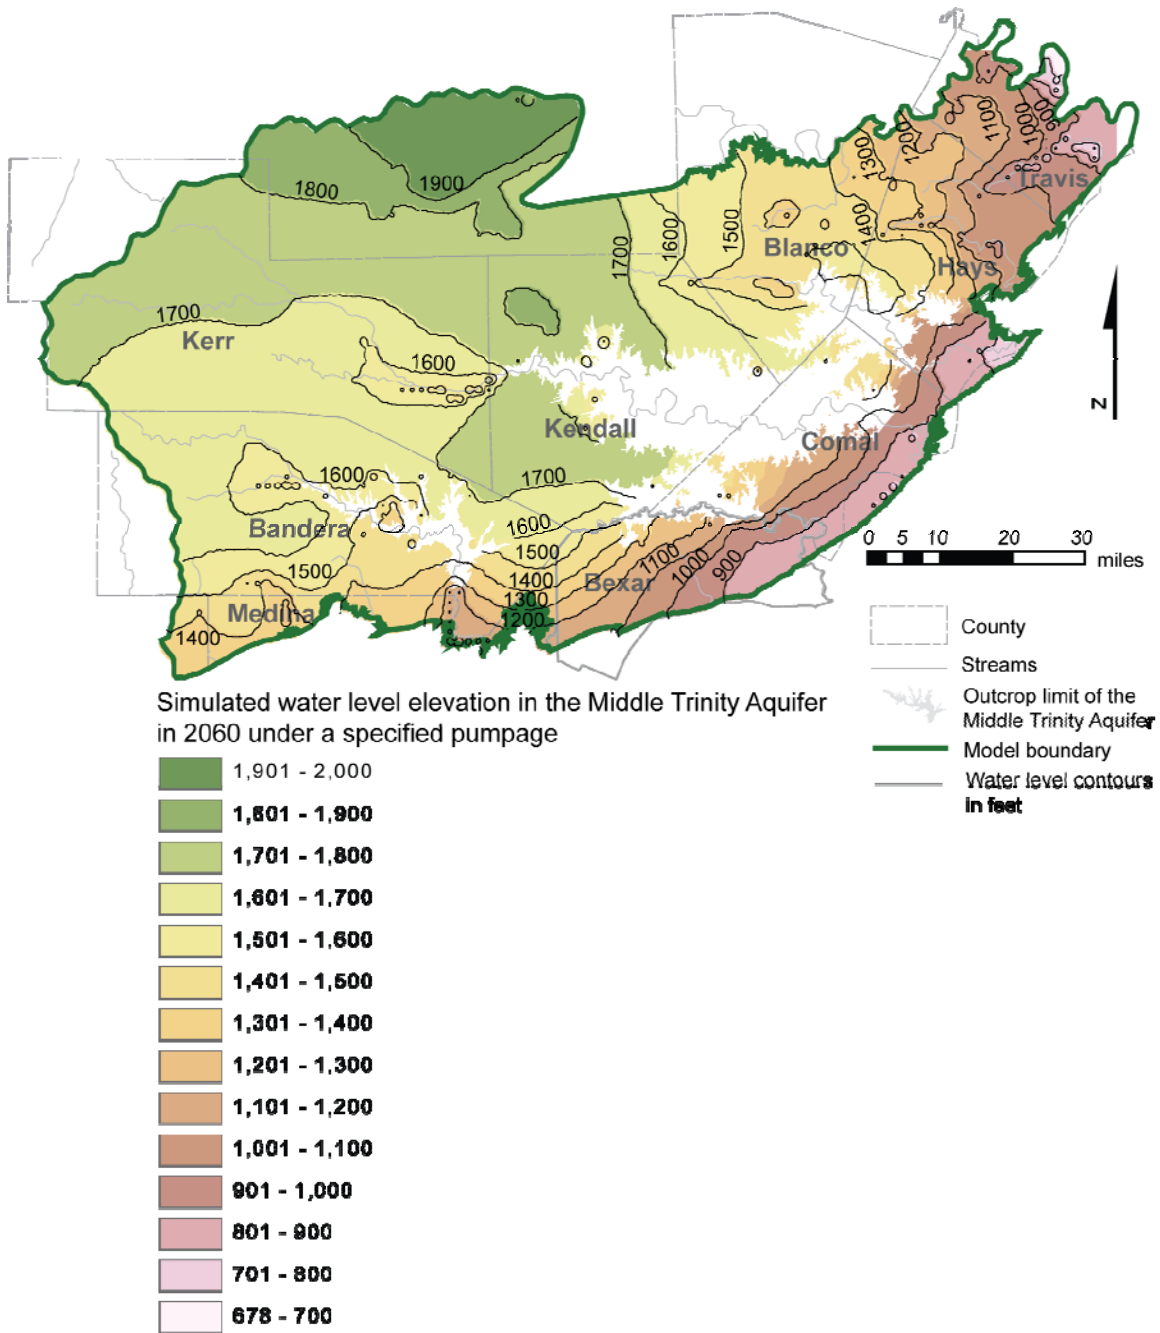 1800
1900
1700
1600
1500
1400
1300
1200
1100
1000
900
Travis
Blanco
Hays
1700
Kerr
1600
Kendall
Comal
N
1700
1600
1600
Bandera
1500
1500
1400
1300
1200
1100
1000
900
Bexar
Medina
1400
0 5 10 20 30
miles
County
Streams
Outcrop limit of the
Middle Trinity Aquifer
Model boundary
Water level contours
in feet
Simulated water level elevation in the Middle Trinity Aquifer
in 2060 under a specified pumpage
1,901 - 2,000
1,801 - 1,900
1,701 - 1,800
1,601 - 1,700
1,501 - 1,600
1,401 - 1,500
1,301 - 1,400
1,201 - 1,300
1,101 - 1,200
1,001 - 1,100
901 - 1,000
801 - 900
701 - 800
678 - 700